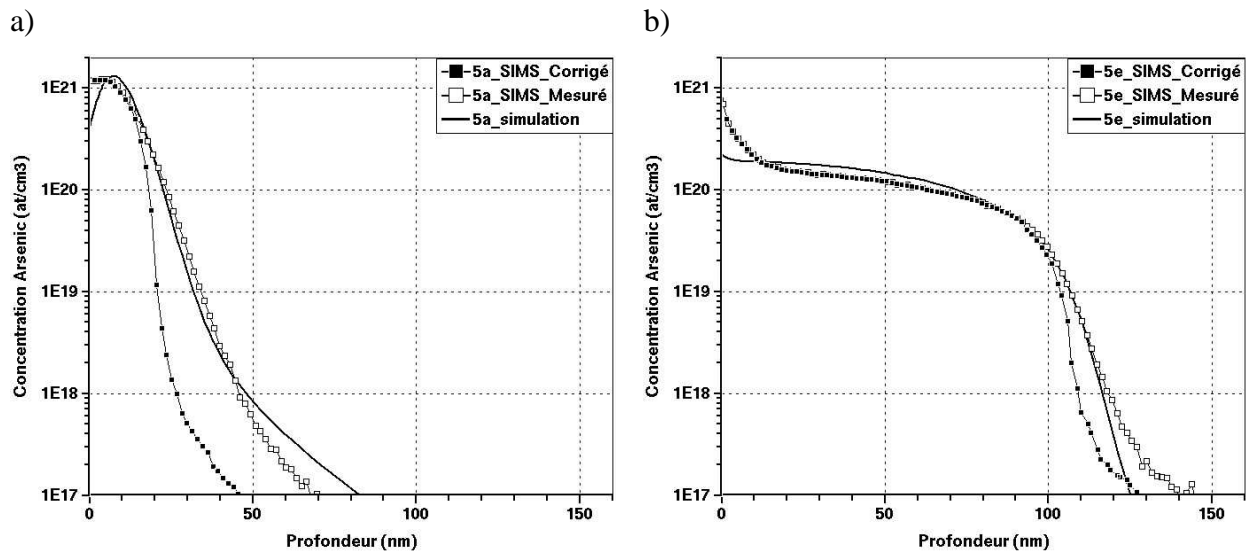 a)
b)
5a_SIMS_Corrigé
5a_SIMS_Mesuré
5a_simulation
1E21
1E20
1E19
1E18
1E17
Concentration Arsenic (at/cm3)
0
50
100
150
Profondeur (nm)
5e_SIMS_Corrigé
5e_SIMS_Mesuré
5e_simulation
1E21
1E20
1E19
1E18
1E17
Concentration Arsenic (at/cm3)
0
50
100
150
Profondeur (nm)